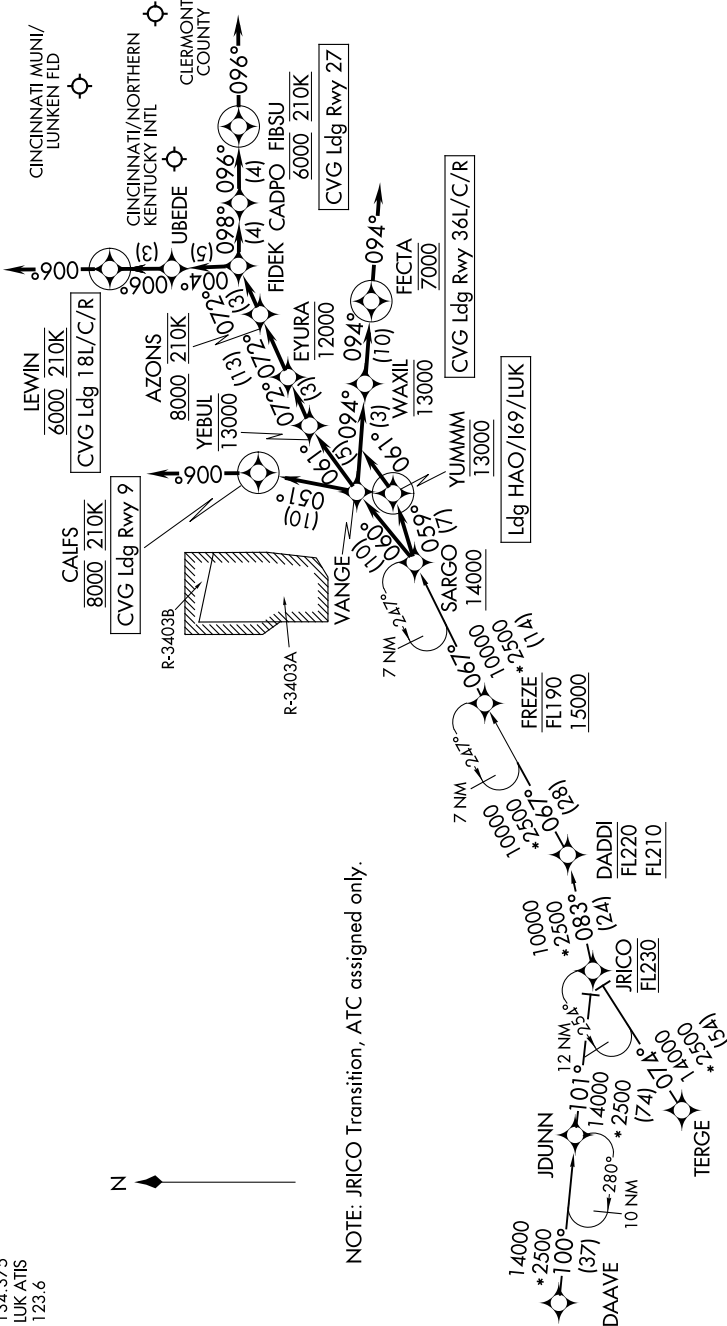 134.375
LUK ATIS
123.6
N
NOTE: JRICO Transition, ATC assigned only.
CINCINNATI MUNI/
LUNKEN FLD
CINCINNATI/NORTHERN
KENTUCKY INTL
CLERMONT
COUNTY
LEWIN
6000 210K
CVG Ldg 18L/C/R
006°
006°
(3)
UBEDE
004°
(5)
FIDEK
098°
(4)
CADPO
096°
(4)
FIBSU
6000 210K
CVG Ldg Rwy 27
096°
AZONS
8000 210K
072°
(3)
072°
(13)
EYURA
12000
072°
(3)
YEBUL
13000
061°
(5)
CALFS
8000 210K
CVG Ldg Rwy 9
006°
051°
(10)
R-3403B
R-3403A
VANGE
094°
(3)
WAXIL
13000
094°
(10)
FECTA
7000
CVG Ldg Rwy 36L/C/R
094°
061°
YUMMM
13000
Ldg HAO/I69/LUK
060°
(10)
059°
(7)
SARGO
14000
247°
7 NM
067°
10000
*2500
(14)
FREZE
FL190
15000
247°
7 NM
10000
*2500
067°
(28)
DADDI
FL220
FL210
10000
*2500
083°
(24)
JRICO
FL230
12 NM
254°
101°
14000
*2500
(74)
074°
14000
*2500
(54)
TERGE
JDUNN
280°
10 NM
14000
*2500
100°
(37)
DAAVE